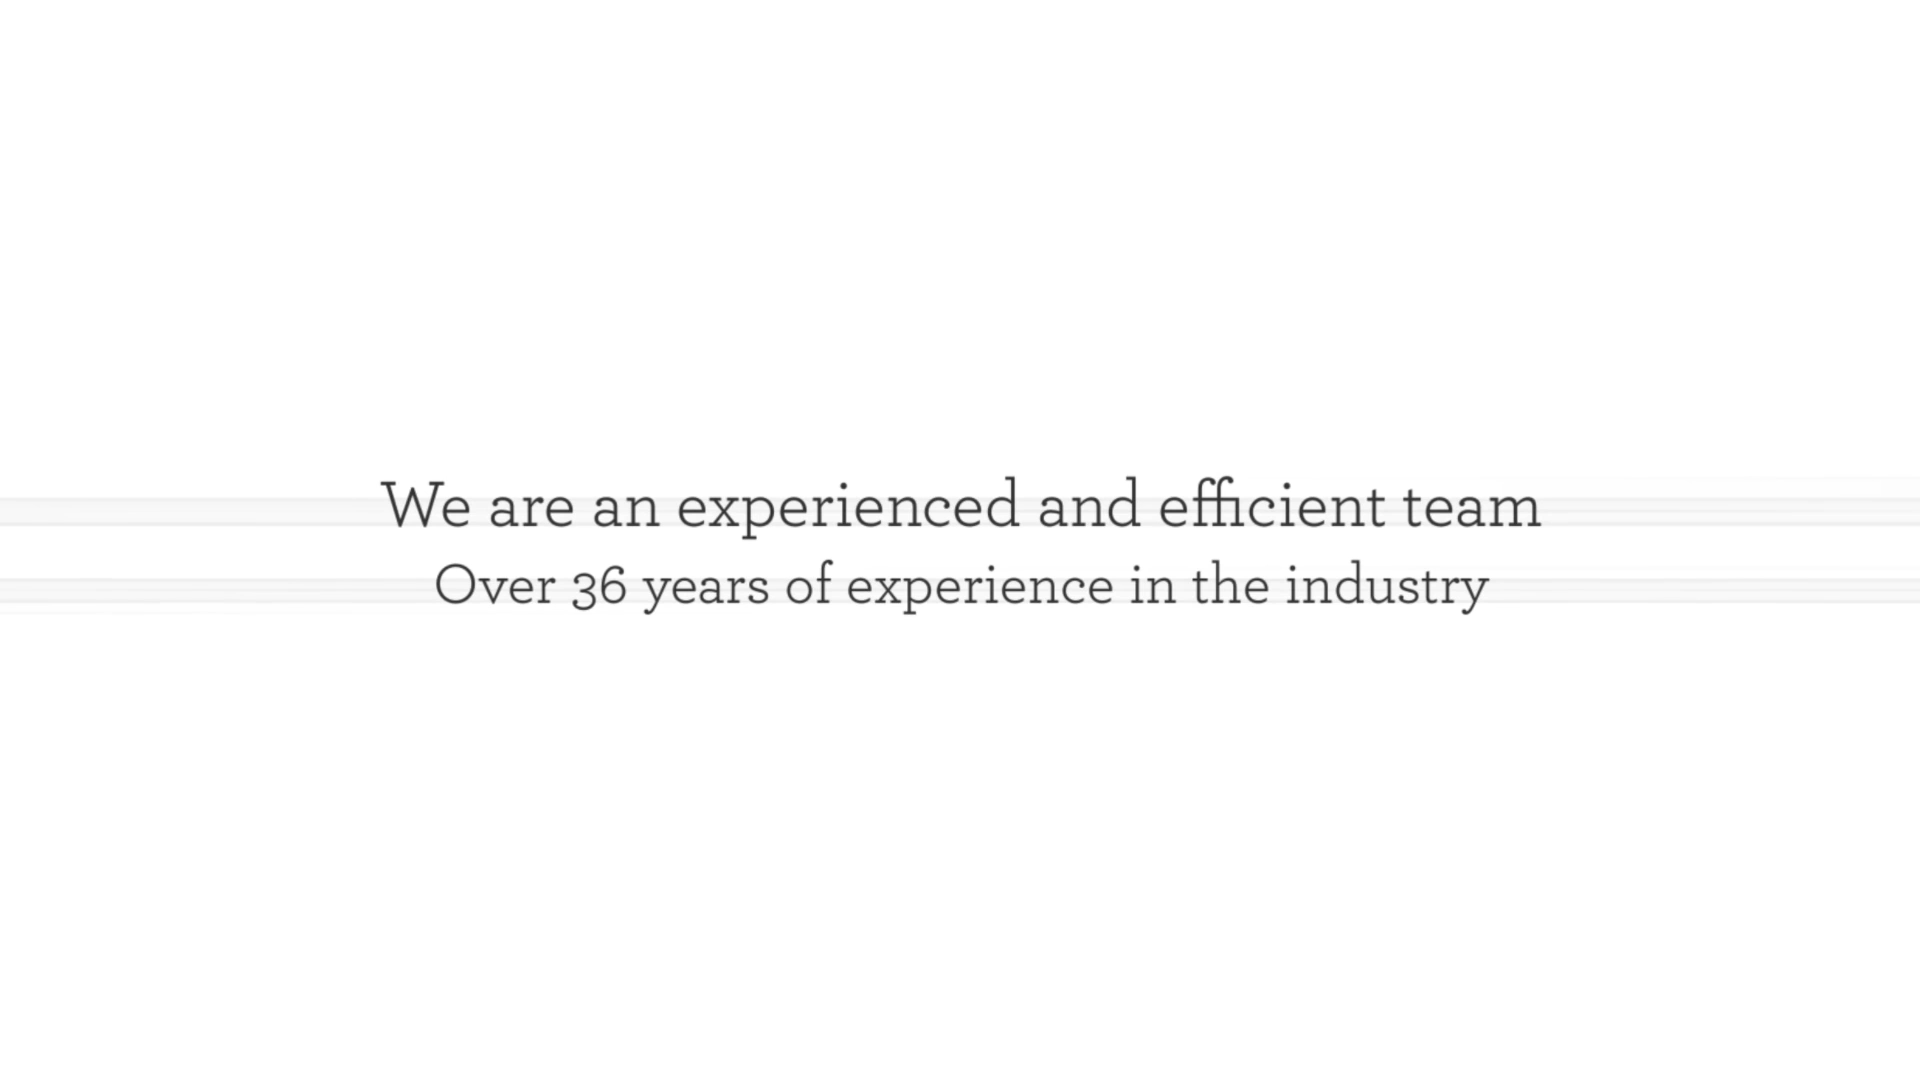 We are an experienced and efficient team
Over 36 years of experience in the industry